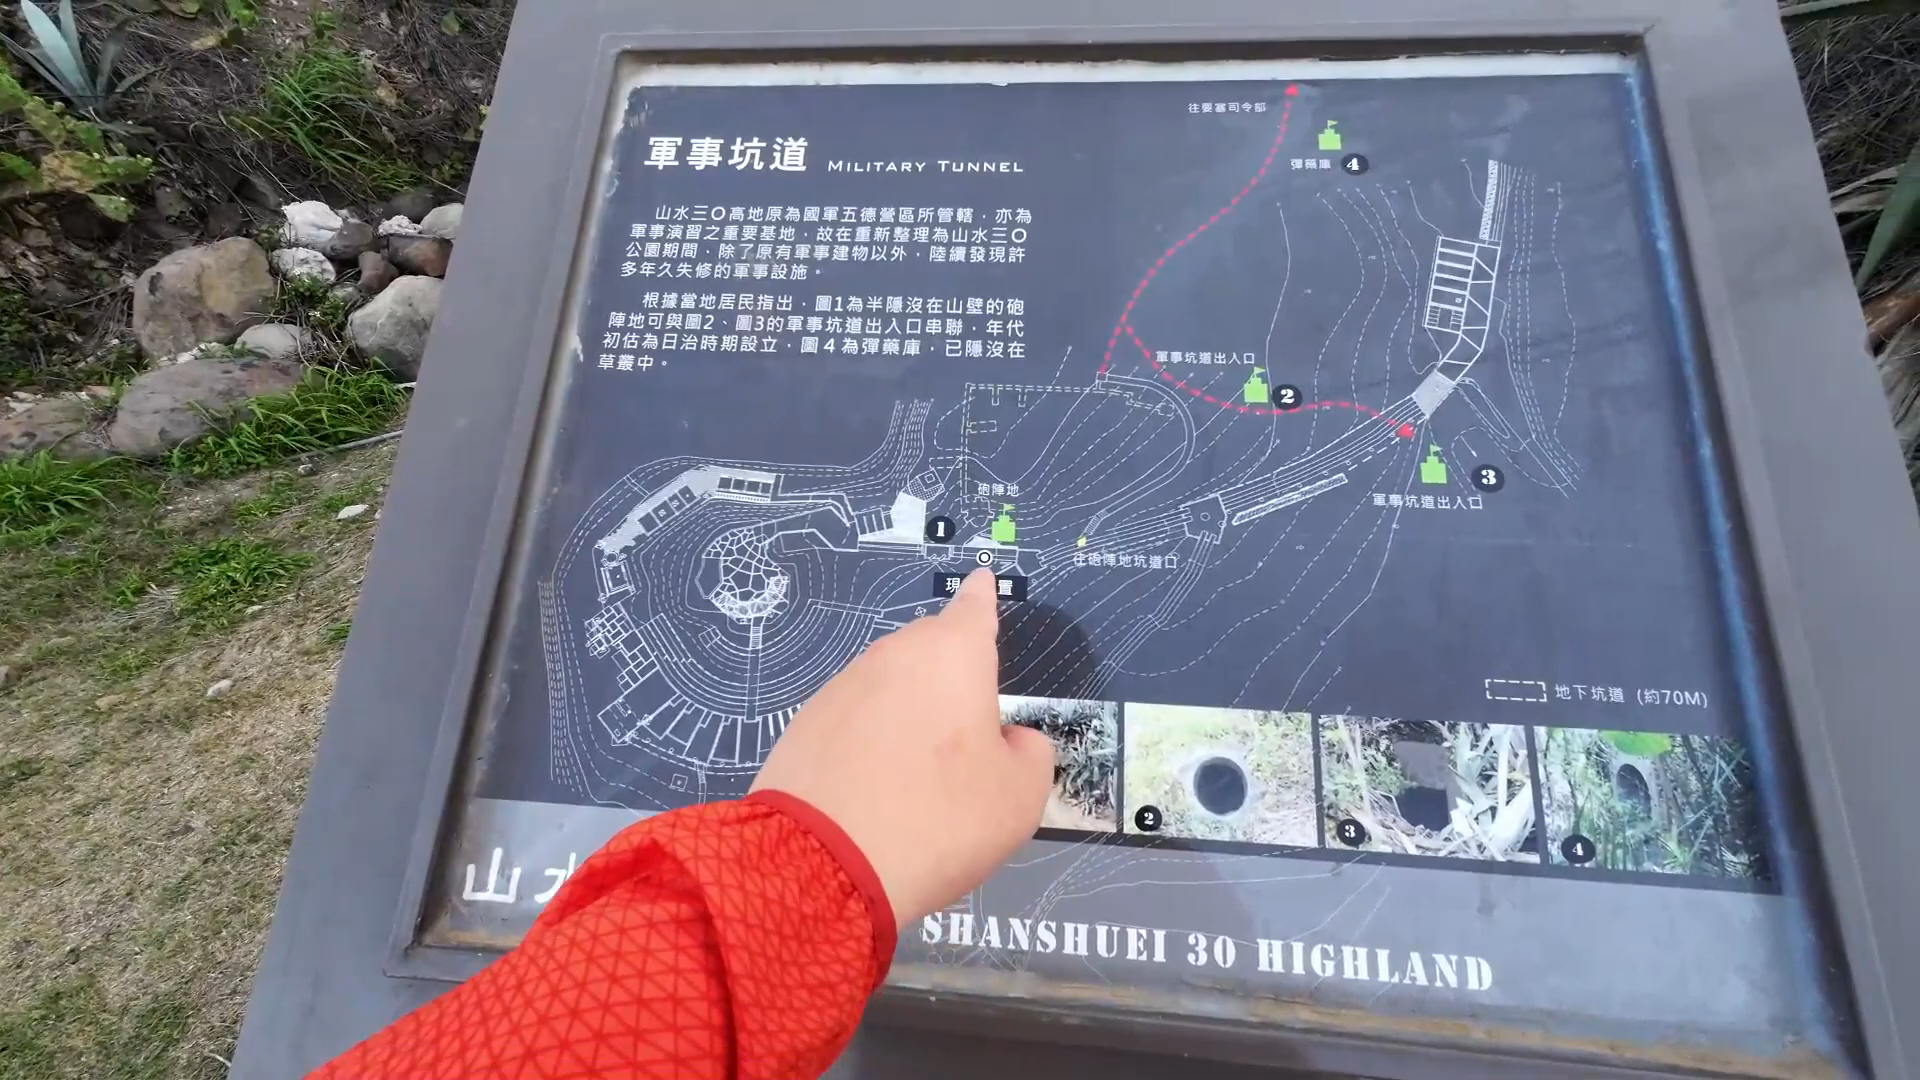 軍事坑道 MILITARY TUNNEL
山水三〇高地原為國軍五德營區所管轄,亦為
軍事演習之重要基地,故在重新整理為山水三〇
公園期間,除了原有軍事建物以外,陸續發現許
多年久失修的軍事設施。
根據當地居民指出,圖1為半隱沒在山壁的砲
陣地可與圖2、圖3的軍事坑道出入口串聯,年代
初估為日治時期設立,圖4為彈藥庫,已隱沒在
草叢中。
往要塞司令部
彈藥庫 4
軍事坑道出入口
2
3
軍事坑道出入口
砲陣地
1
往砲陣地坑道口
現 置
地下坑道 (約70M)
2
3
4
山水
SHANSHUEI 30 HIGHLAND